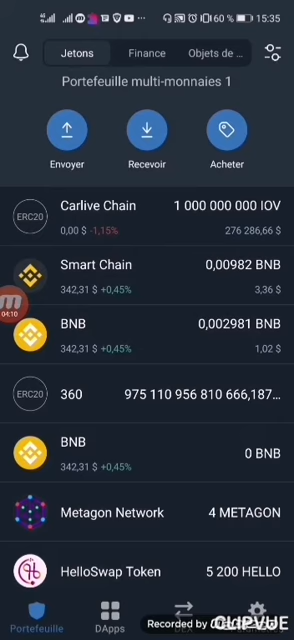 60 % 15:35
Jetons Finance Objets de ...
Portefeuille multi-monnaies 1
Envoyer Recevoir Acheter
ERC20 Carlive Chain 1 000 000 000 IOV
0,00 $ -1,15% 276 286,66 $
Smart Chain 0,00982 BNB
342,31 $ +0,45% 3,36 $
04:10
BNB 0,002981 BNB
342,31 $ +0,45% 1,02 $
ERC20 360 975 110 956 810 666,187...
BNB 0 BNB
342,31 $ +0,45%
Metagon Network 4 METAGON
HelloSwap Token 5 200 HELLO
Portefeuille DApps DEX
Recorded by
CLIPVUE